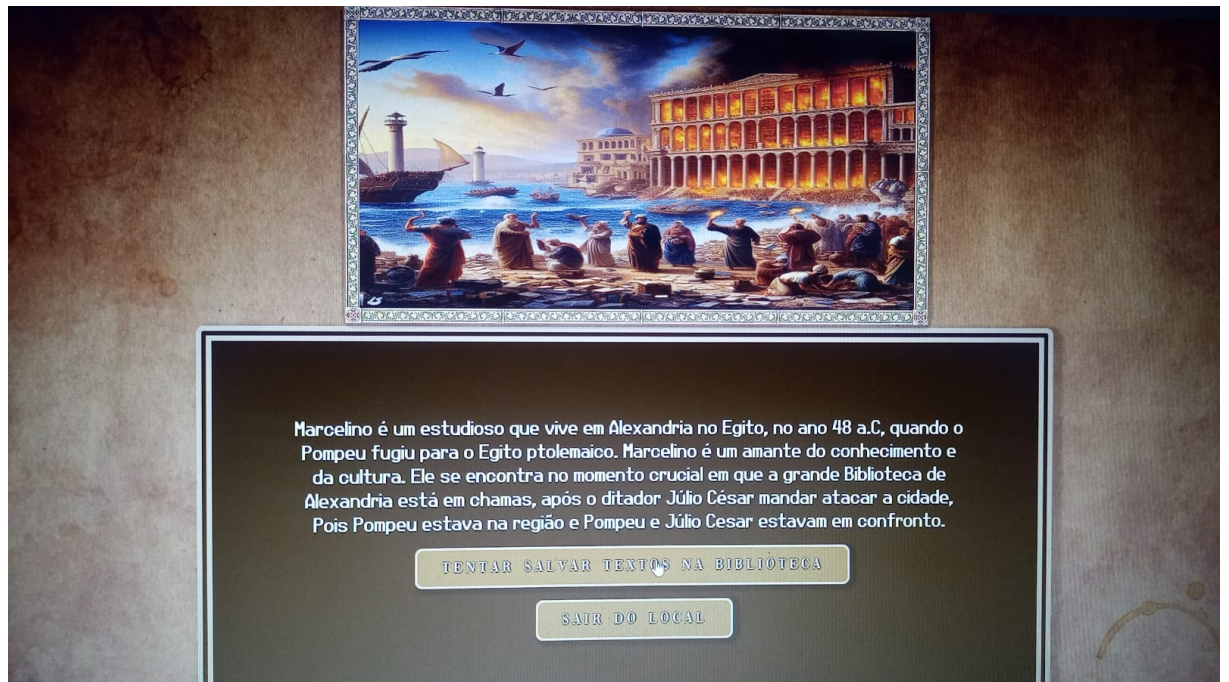 Marcelino é um estudioso que vive em Alexandria no Egito, no ano 48 a.C, quando o
Pompeu fugiu para o Egito ptolemaico. Marcelino é um amante do conhecimento e
da cultura. Ele se encontra no momento crucial em que a grande Biblioteca de
Alexandria está em chamas, após o ditador Júlio César mandar atacar a cidade,
Pois Pompeu estava na região e Pompeu e Júlio Cesar estavam em confronto.
TENTAR SALVAR TEXTOS NA BIBLIOTECA
SAIR DO LOCAL